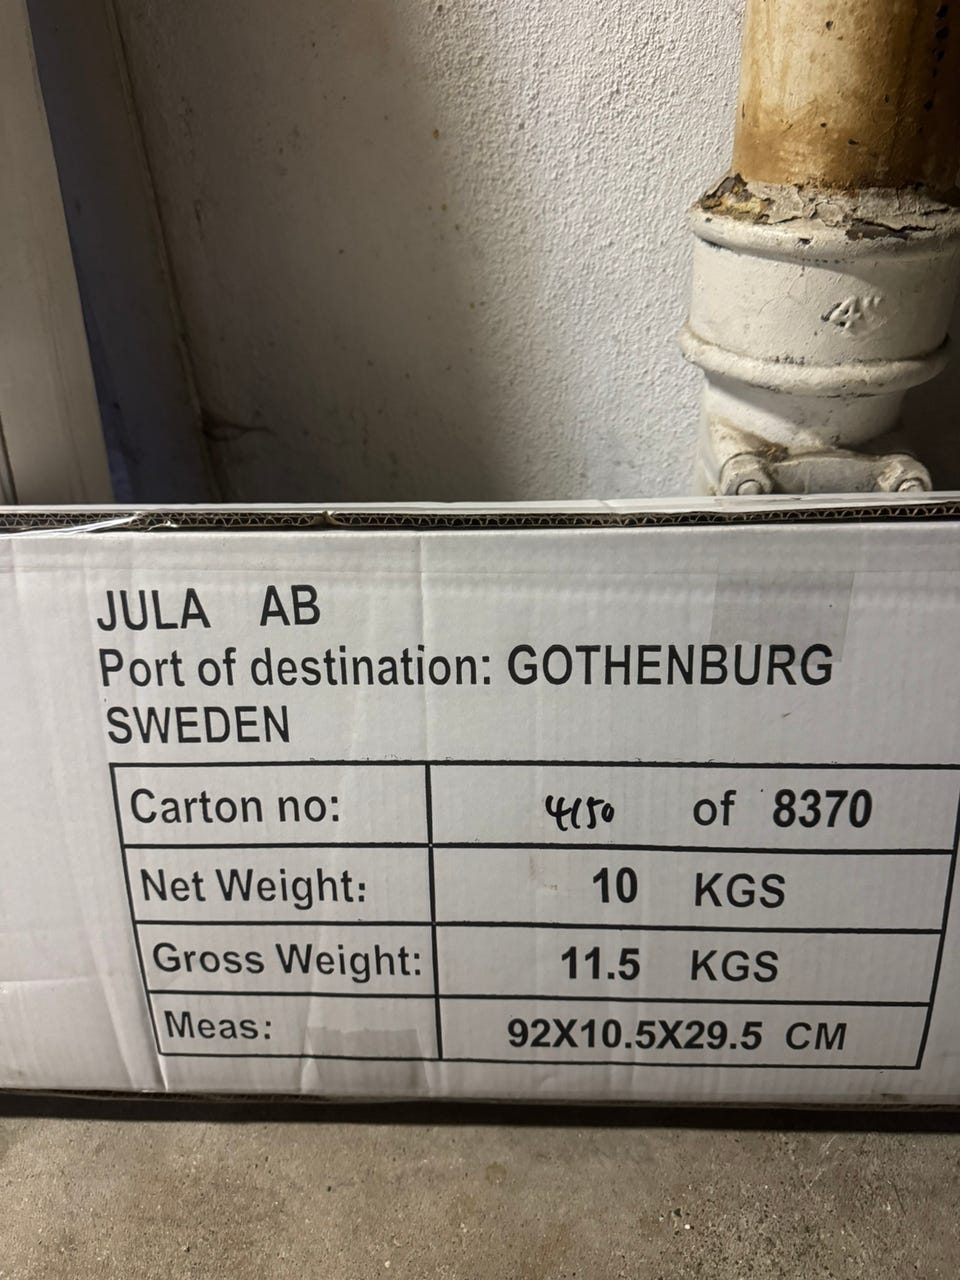 4"
JULA AB
Port of destination: GOTHENBURG
SWEDEN
Carton no: 4150 of 8370
Net Weight: 10 KGS
Gross Weight: 11.5 KGS
Meas: 92X10.5X29.5 CM